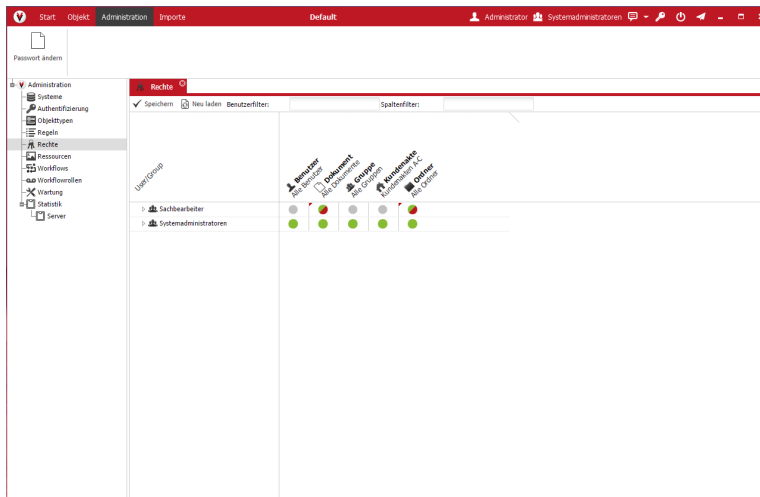 Start Objekt Administration Importe Default Administrator Systemadministratoren
Passwort ändern
Administration
Systeme
Authentifizierung
Objekttypen
Regeln
Rechte
Ressourcen
Workflows
Workflowrollen
Wartung
Statistik
Server
Rechte
Speichern Neu laden Benutzerfilter: Spaltenfilter:
User/Group
Benutzer
Alle Benutzer
Dokument
Alle Dokumente
Gruppe
Alle Gruppen
Kundenakte
Kundenakten A-C
Ordner
Alle Ordner
Sachbearbeiter
Systemadministratoren